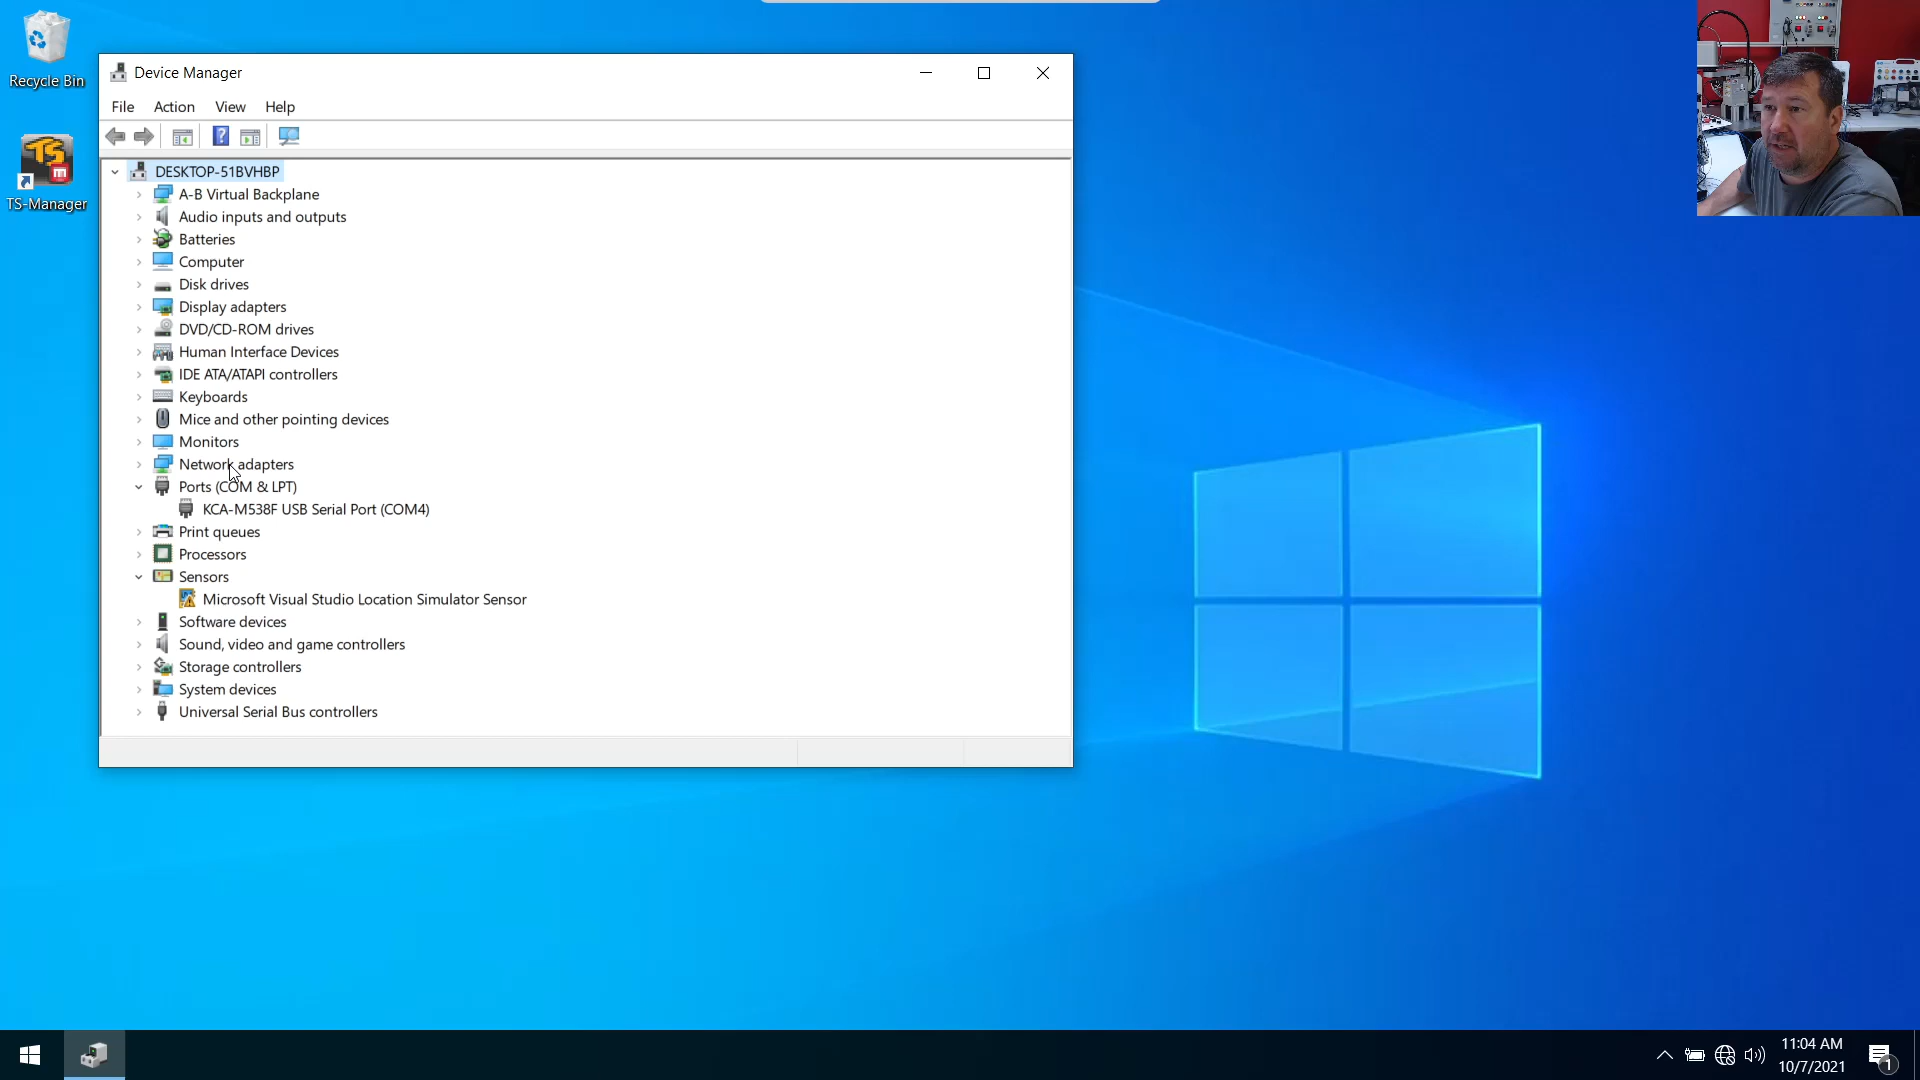 Recycle Bin
TS
m
TS-Manager
Device Manager
File Action View Help
DESKTOP-51BVHBP
A-B Virtual Backplane
Audio inputs and outputs
Batteries
Computer
Disk drives
Display adapters
DVD/CD-ROM drives
Human Interface Devices
IDE ATA/ATAPI controllers
Keyboards
Mice and other pointing devices
Monitors
Network adapters
Ports (COM & LPT)
KCA-M538F USB Serial Port (COM4)
Print queues
Processors
Sensors
Microsoft Visual Studio Location Simulator Sensor
Software devices
Sound, video and game controllers
Storage controllers
System devices
Universal Serial Bus controllers
11:04 AM
10/7/2021
1